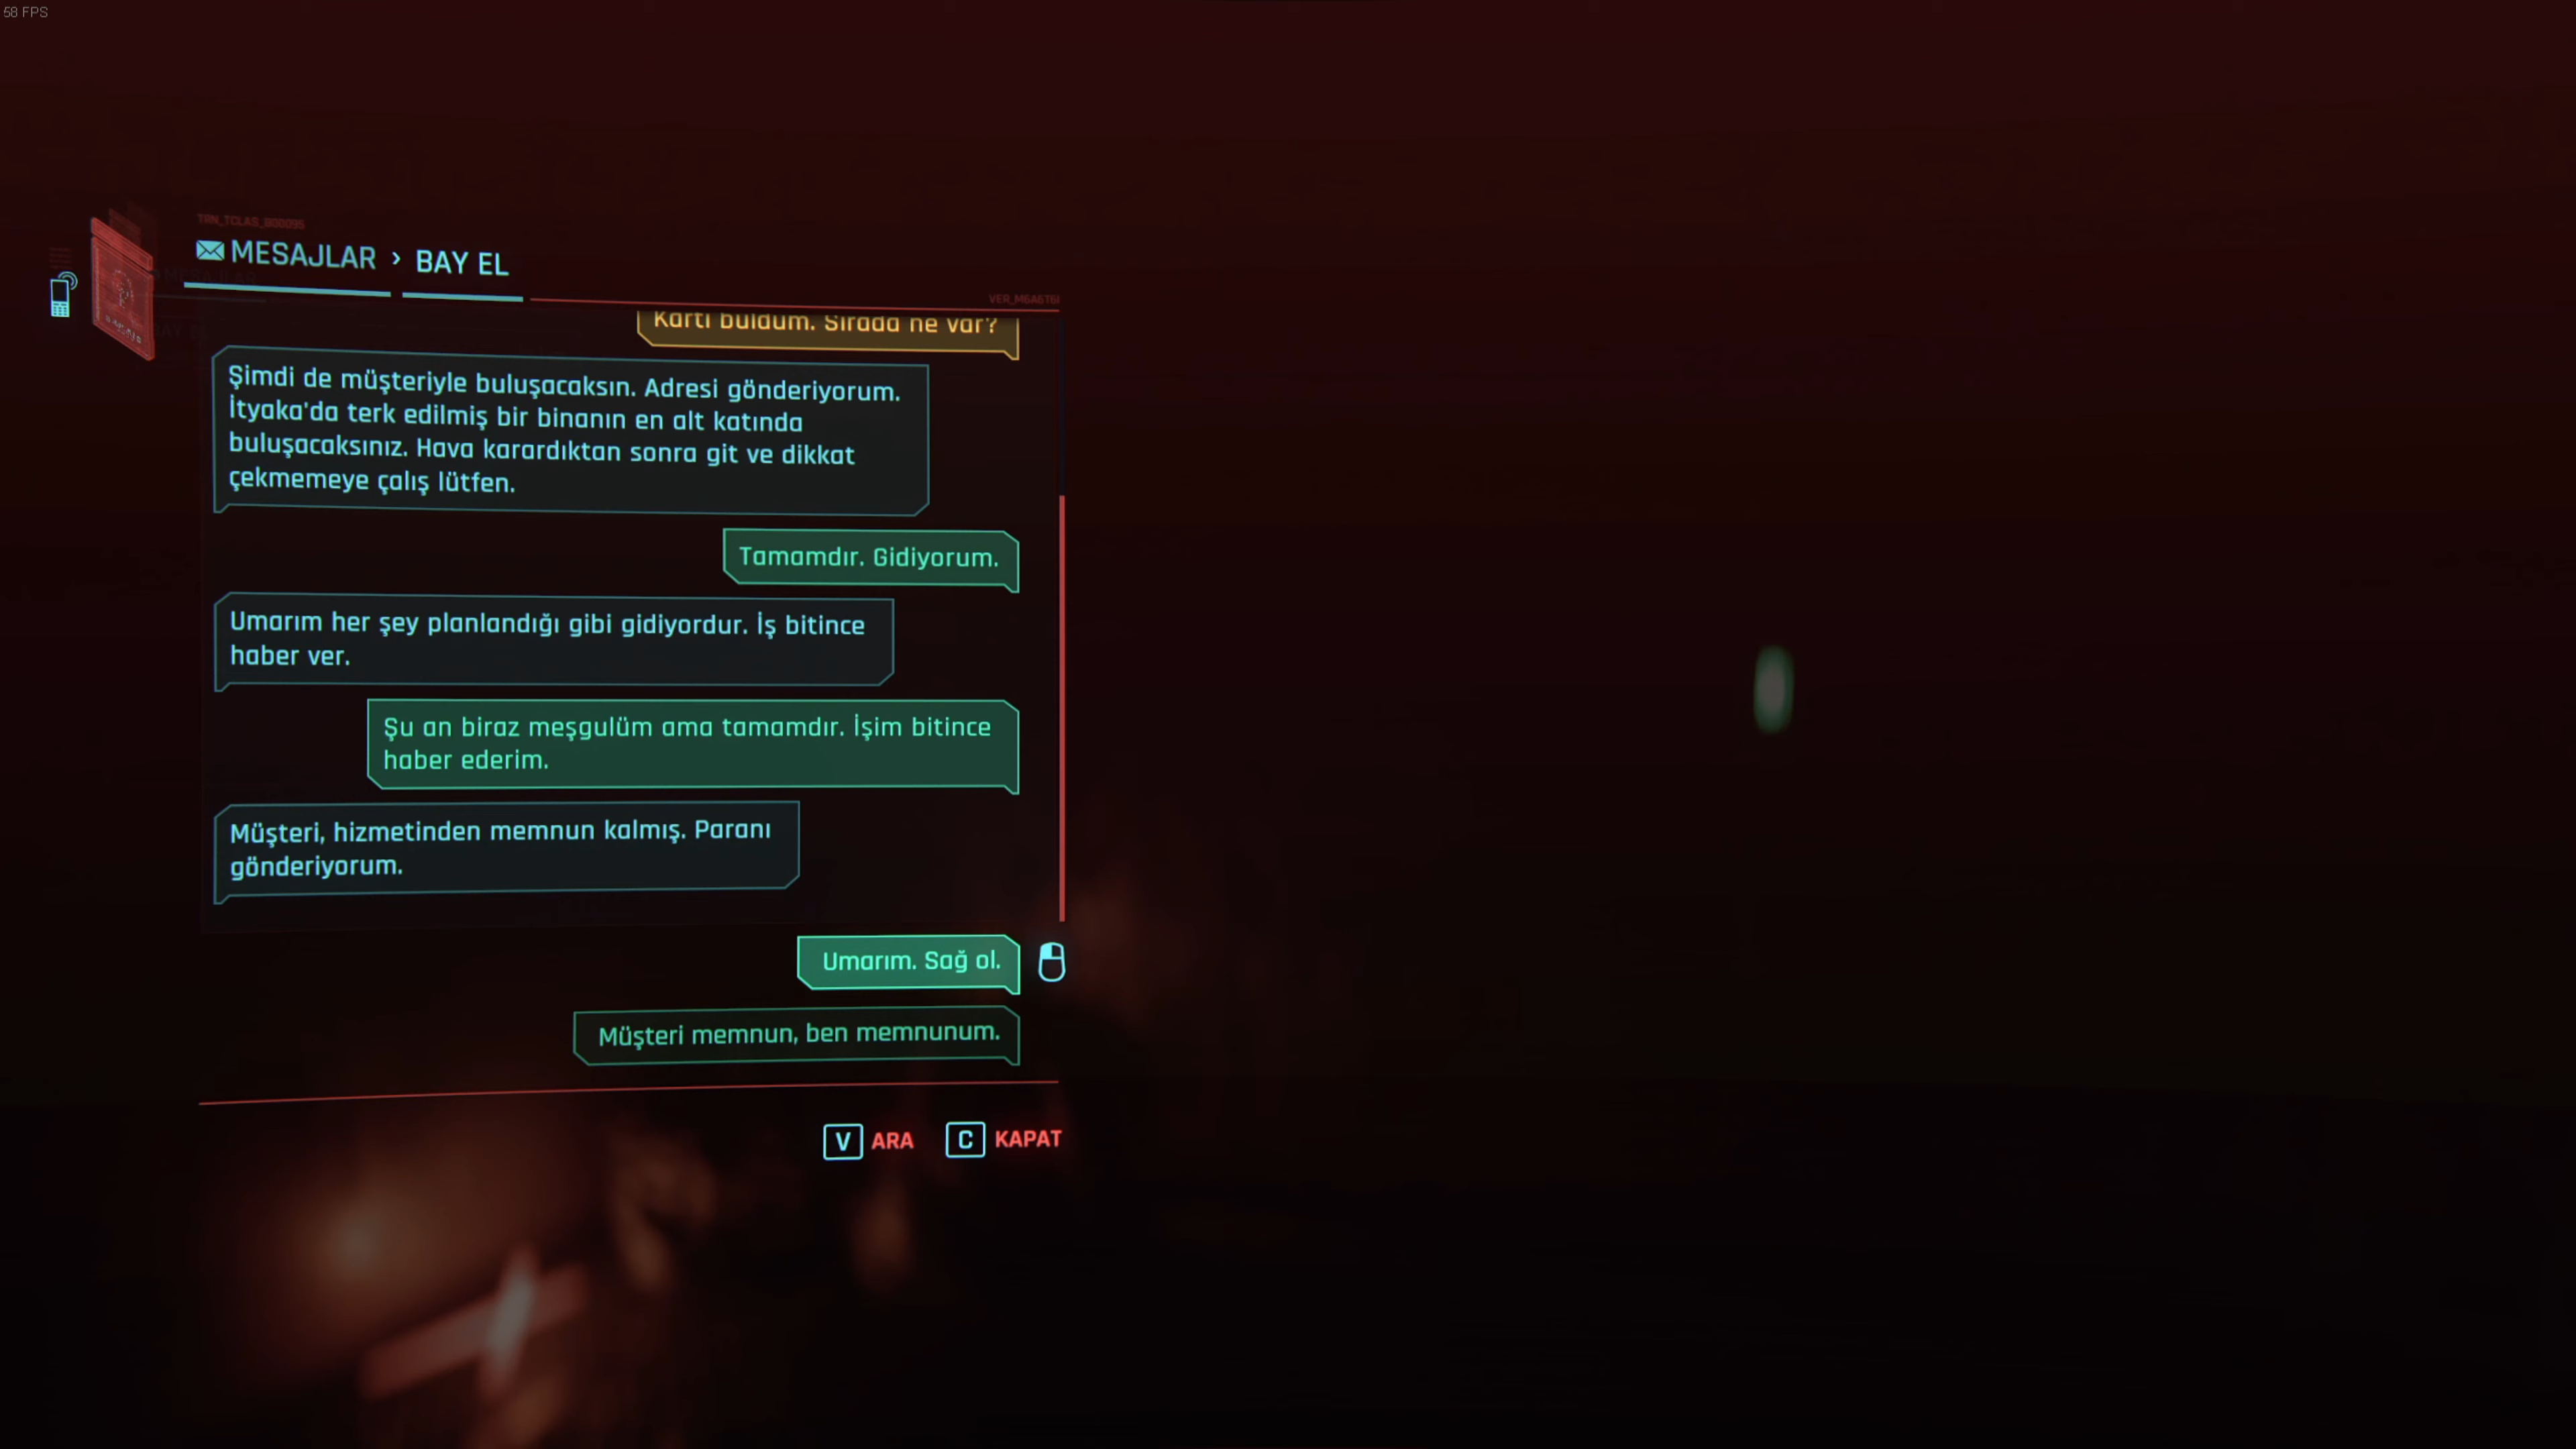 58 FPS
TRN_TCLAS_800095
MESAJLAR › BAY EL
Kartı buldum. Sırada ne var?
Şimdi de müşteriyle buluşacaksın. Adresi gönderiyorum.
İtyaka'da terk edilmiş bir binanın en alt katında
buluşacaksınız. Hava karardıktan sonra git ve dikkat
çekmemeye çalış lütfen.
Tamamdır. Gidiyorum.
Umarım her şey planlandığı gibi gidiyordur. İş bitince
haber ver.
Şu an biraz meşgulüm ama tamamdır. İşim bitince
haber ederim.
Müşteri, hizmetinden memnun kalmış. Paranı
gönderiyorum.
Umarım. Sağ ol.
Müşteri memnun, ben memnunum.
V ARA C KAPAT